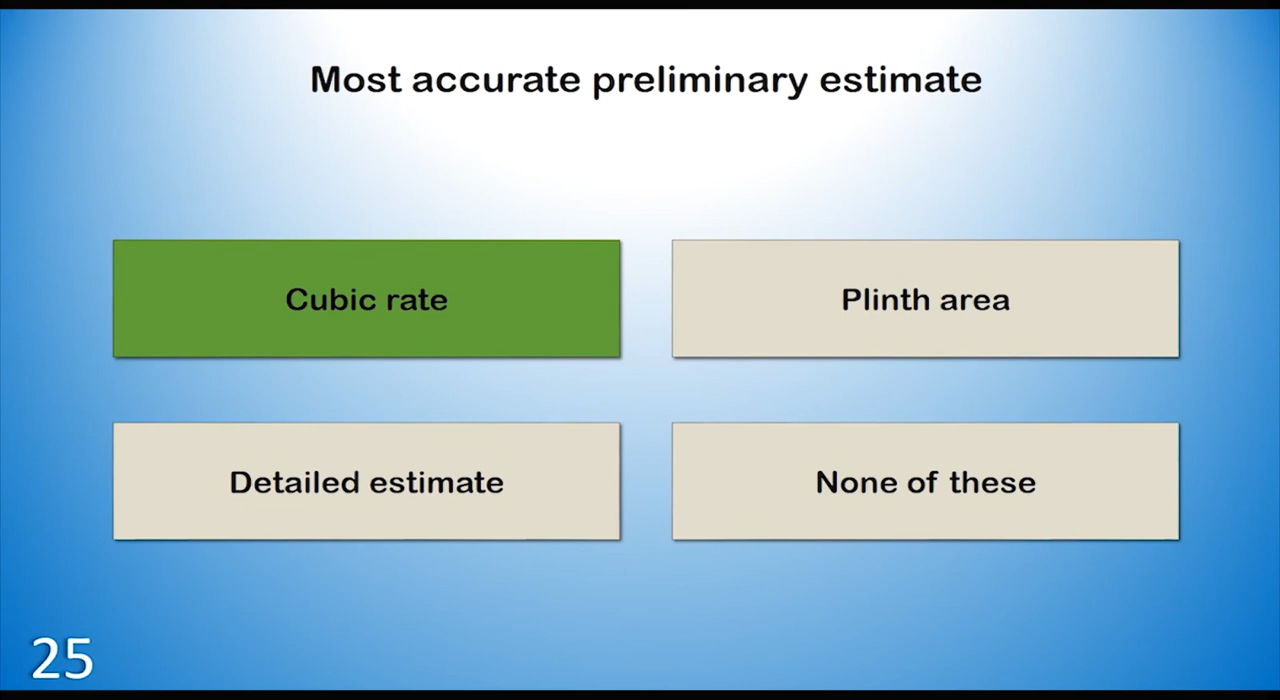 Most accurate preliminary estimate
Cubic rate
Plinth area
Detailed estimate
None of these
25